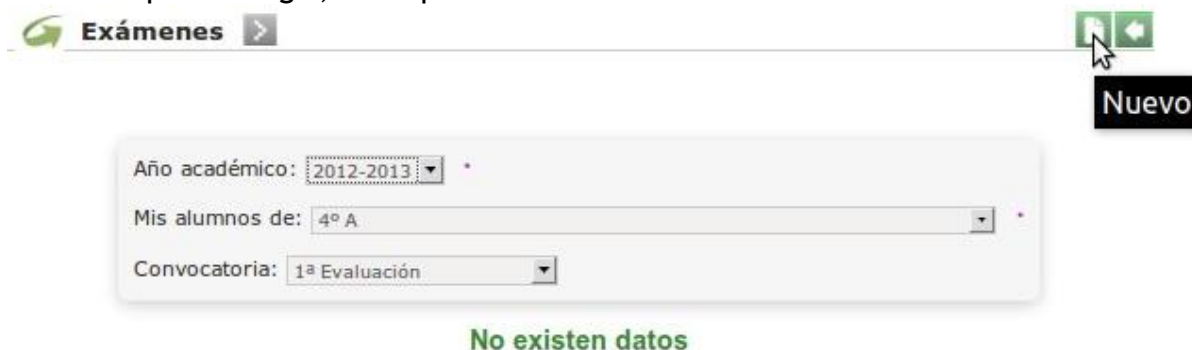 Exámenes
Nuevo
Año académico: 2012-2013 *
Mis alumnos de: 4º A *
Convocatoria: 1ª Evaluación
No existen datos